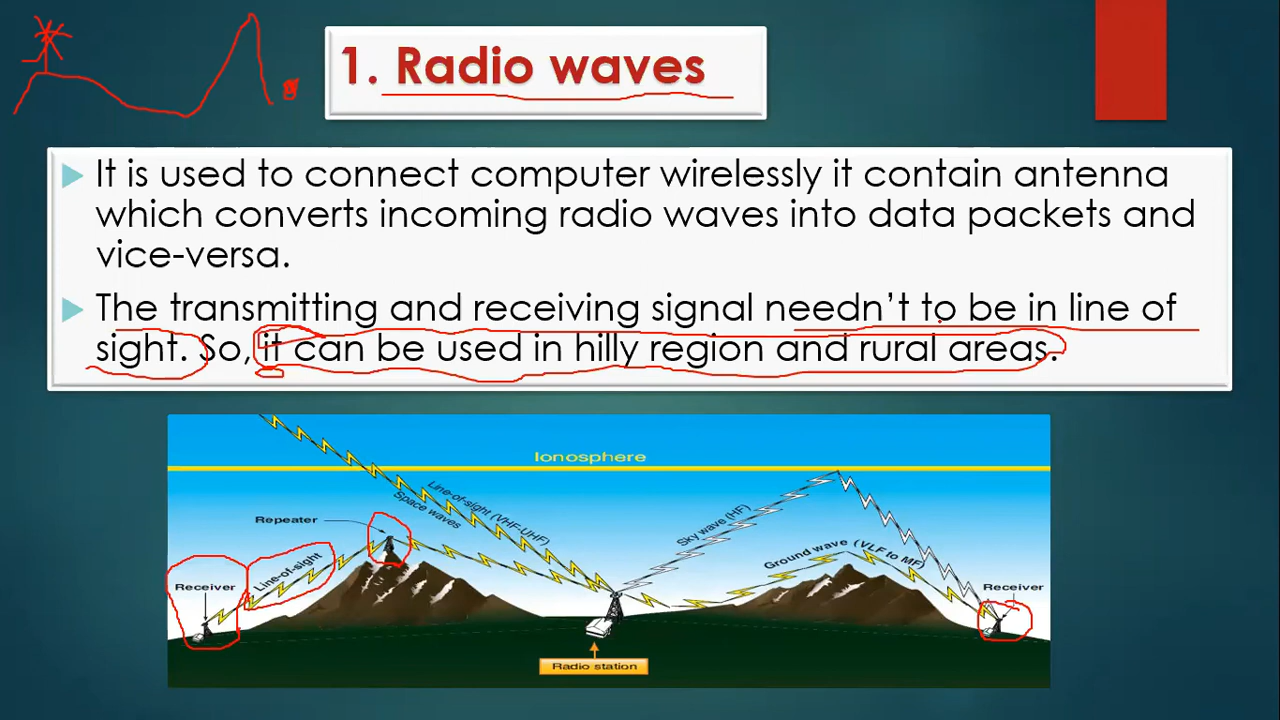 1. Radio waves
It is used to connect computer wirelessly it contain antenna
which converts incoming radio waves into data packets and
vice-versa.
The transmitting and receiving signal needn't to be in line of
sight. So, it can be used in hilly region and rural areas.
Ionosphere
Line-of-sight (VHF-UHF)
Space waves
Sky wave (HF)
Repeater
Ground wave (VLF to MF)
Line-of-sight
Receiver
Receiver
Radio station